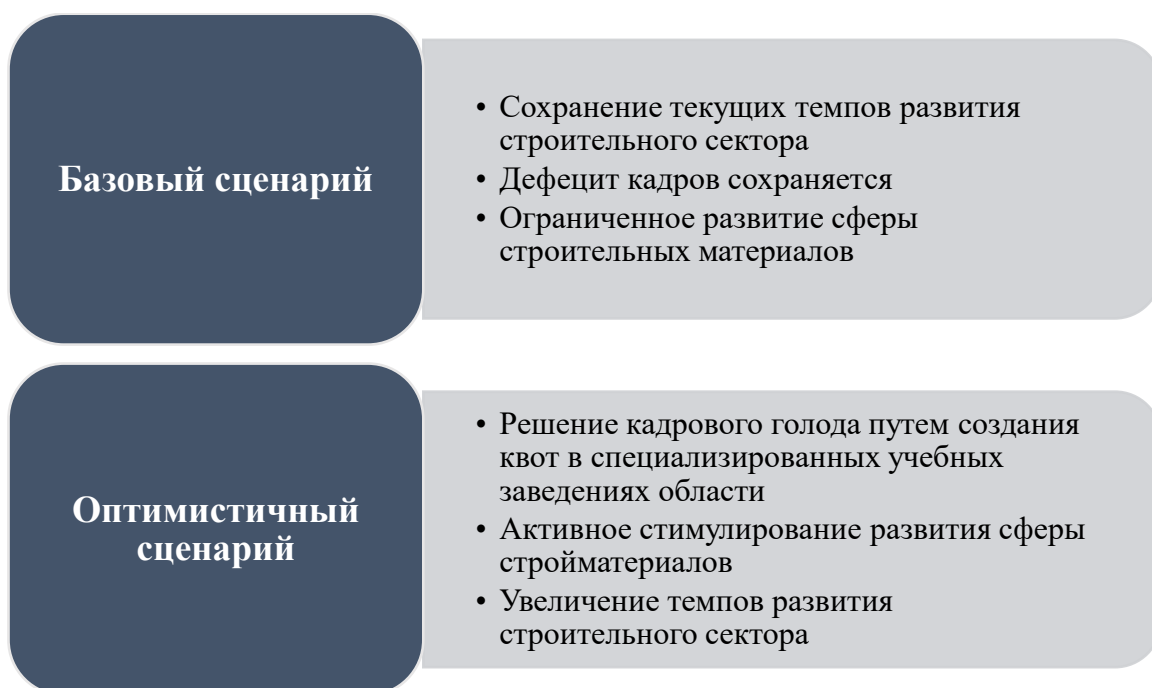 Базовый сценарий
• Сохранение текущих темпов развития
строительного сектора
• Дефецит кадров сохраняется
• Ограниченное развитие сферы
строительных материалов
Оптимистичный
сценарий
• Решение кадрового голода путем создания
квот в специализированных учебных
заведениях области
• Активное стимулирование развития сферы
стройматериалов
• Увеличение темпов развития
строительного сектора